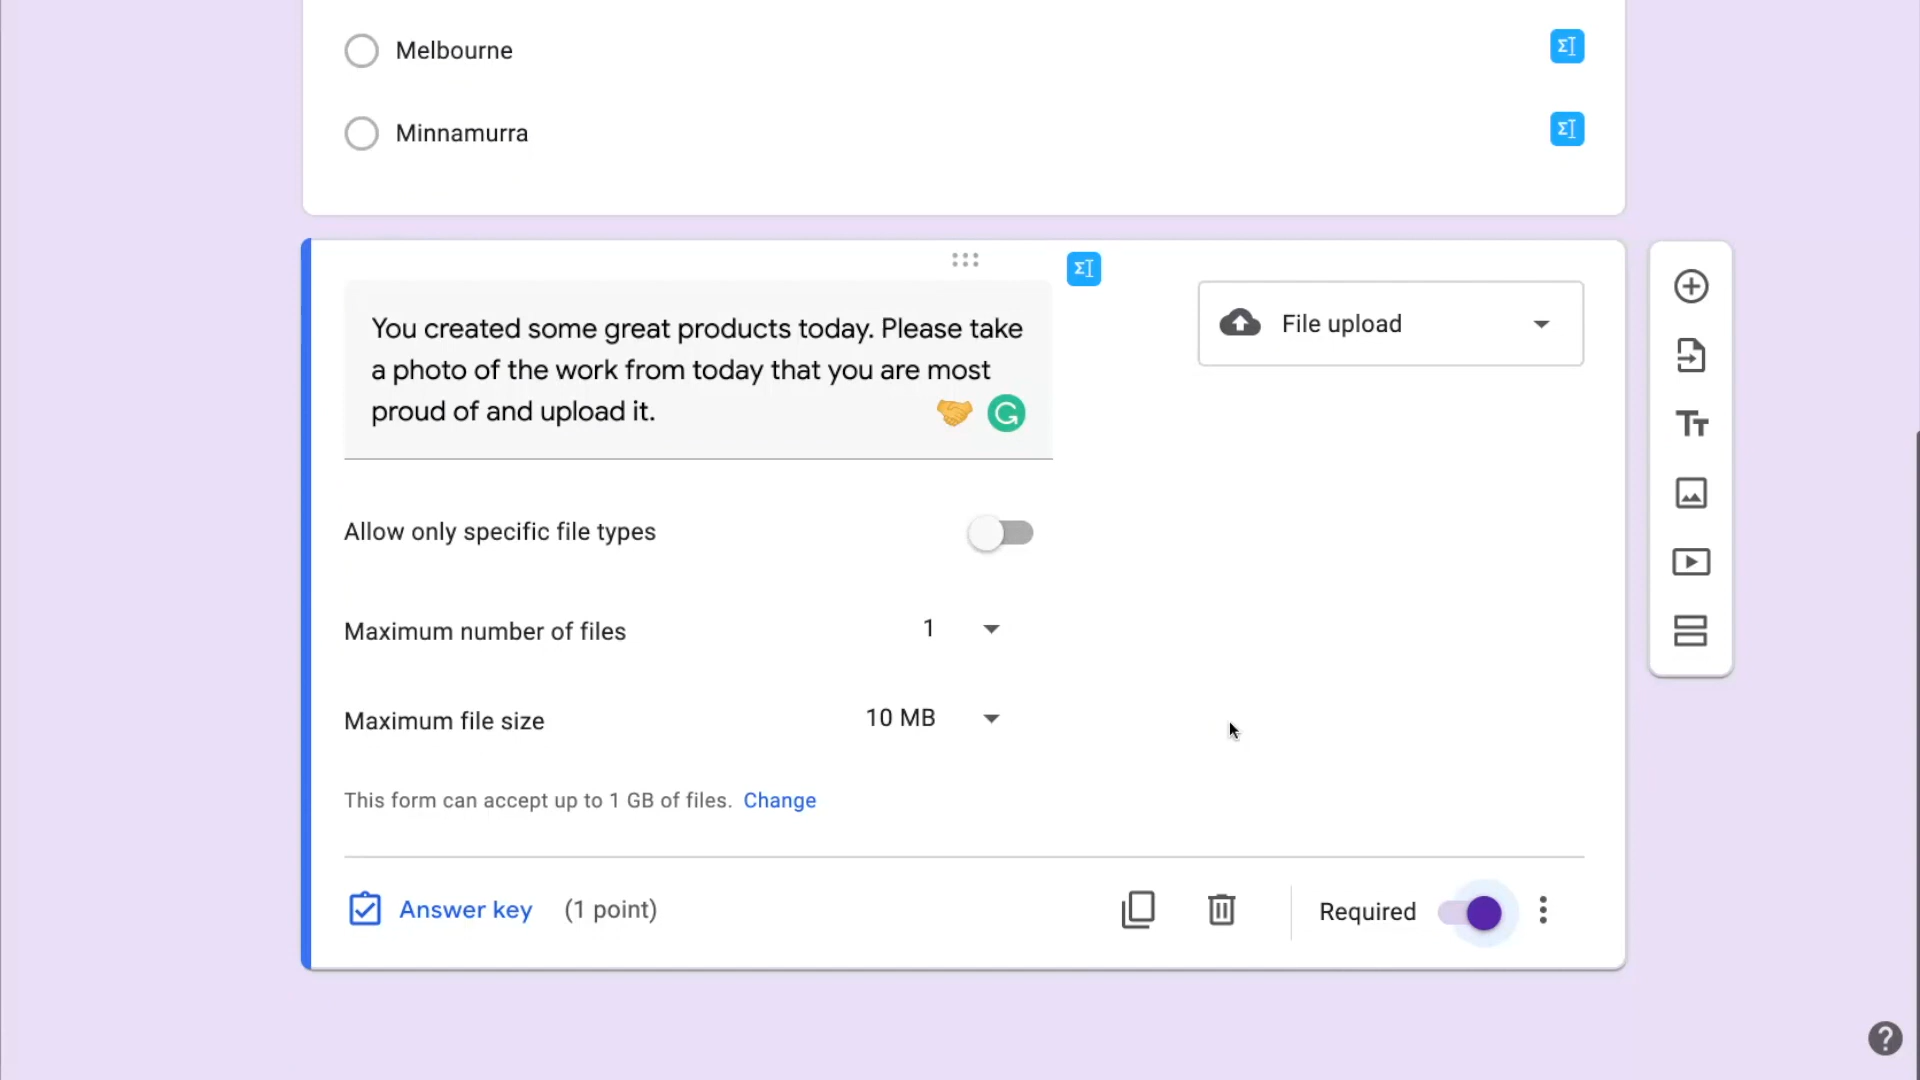 Melbourne
Minnamurra
You created some great products today. Please take
a photo of the work from today that you are most
proud of and upload it.
File upload
Allow only specific file types
Maximum number of files 1
Maximum file size 10 MB
This form can accept up to 1 GB of files. Change
Answer key (1 point)
Required